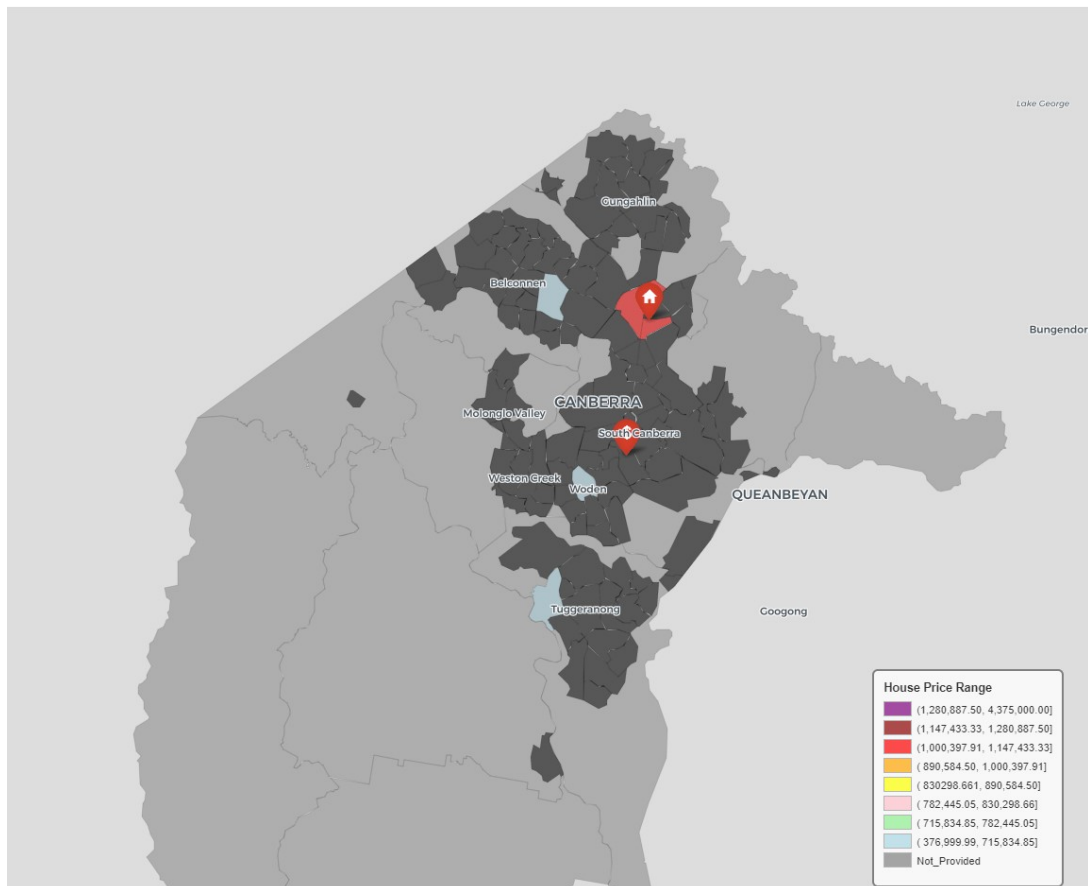 Lake George
Gungahlin
Belconnen
Bungendor
CANBERRA
Molonglo Valley
South Canberra
Weston Creek
Woden
QUEANBEYAN
Tuggeranong
Googong
House Price Range
(1,280,887.50, 4,375,000.00]
(1,147,433.33, 1,280,887.50]
(1,000,397.91, 1,147,433.33]
( 890,584.50, 1,000,397.91]
( 830298.661, 890,584.50]
( 782,445.05, 830,298.66]
( 715,834.85, 782,445.05]
( 376,999.99, 715,834.85]
Not_Provided